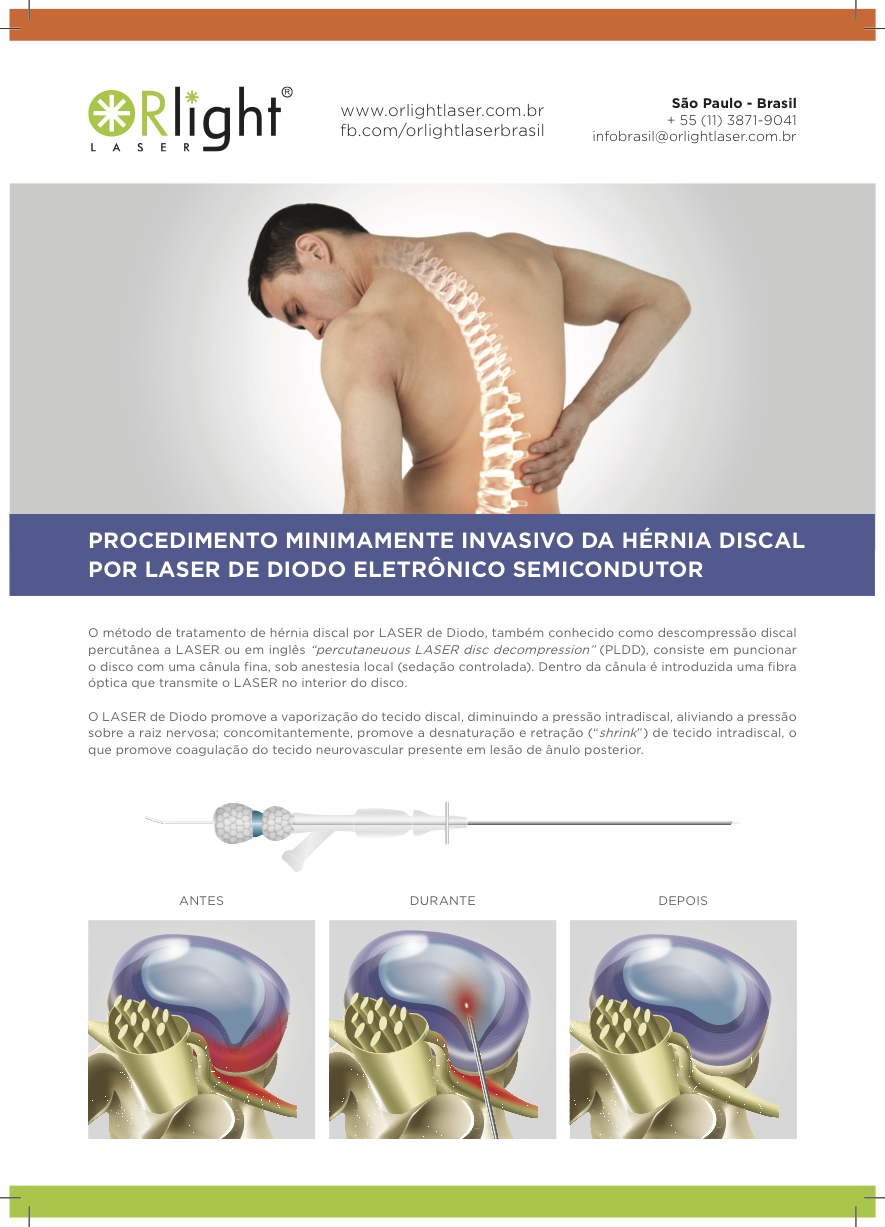 ORlight®
LASER
www.orlightlaser.com.br
fb.com/orlightlaserbrasil
São Paulo - Brasil
+ 55 (11) 3871-9041
infobrasil@orlightlaser.com.br
PROCEDIMENTO MINIMAMENTE INVASIVO DA HÉRNIA DISCAL
POR LASER DE DIODO ELETRÔNICO SEMICONDUTOR
O método de tratamento de hérnia discal por LASER de Diodo, também conhecido como descompressão discal
percutânea a LASER ou em inglês “percutaneuous LASER disc decompression” (PLDD), consiste em puncionar
o disco com uma cânula fina, sob anestesia local (sedação controlada). Dentro da cânula é introduzida uma fibra
óptica que transmite o LASER no interior do disco.
O LASER de Diodo promove a vaporização do tecido discal, diminuindo a pressão intradiscal, aliviando a pressão
sobre a raiz nervosa; concomitantemente, promove a desnaturação e retração (“shrink”) de tecido intradiscal, o
que promove coagulação do tecido neurovascular presente em lesão de ânulo posterior.
ANTES
DURANTE
DEPOIS